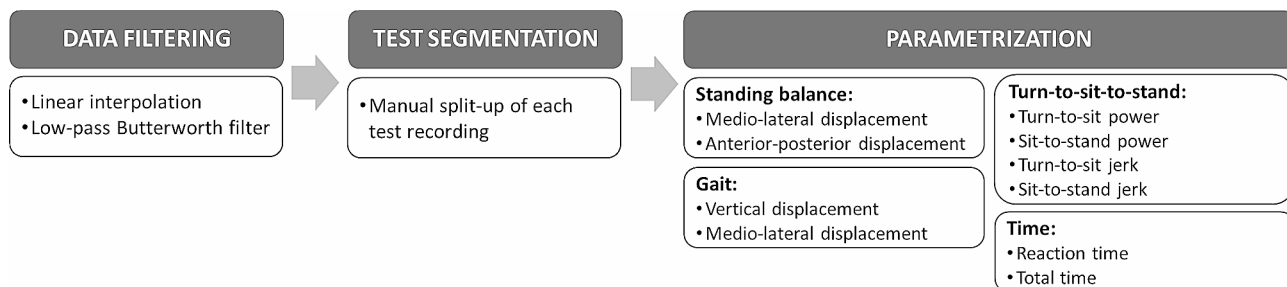 DATA FILTERING
• Linear interpolation
• Low-pass Butterworth filter
TEST SEGMENTATION
• Manual split-up of each
test recording
PARAMETRIZATION
Standing balance:
• Medio-lateral displacement
• Anterior-posterior displacement
Gait:
• Vertical displacement
• Medio-lateral displacement
Turn-to-sit-to-stand:
• Turn-to-sit power
• Sit-to-stand power
• Turn-to-sit jerk
• Sit-to-stand jerk
Time:
• Reaction time
• Total time